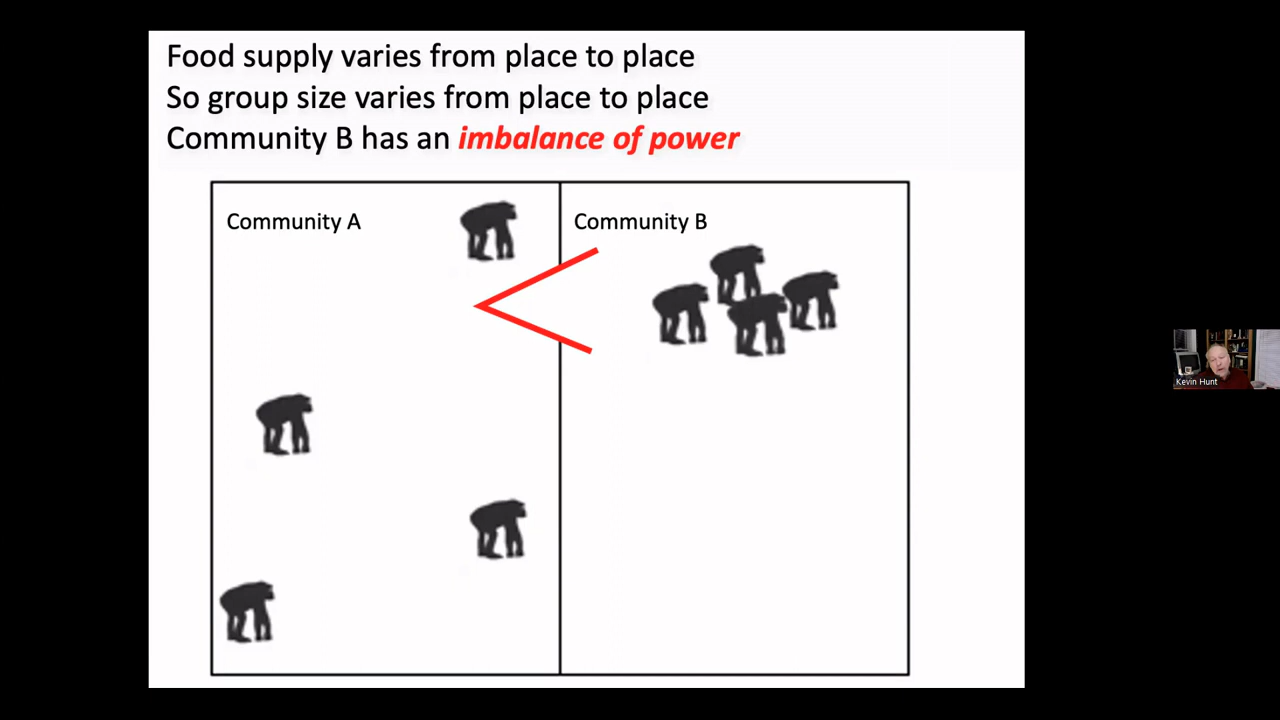 Food supply varies from place to place
So group size varies from place to place
Community B has an imbalance of power
Community A
Community B
Kevin Hunt